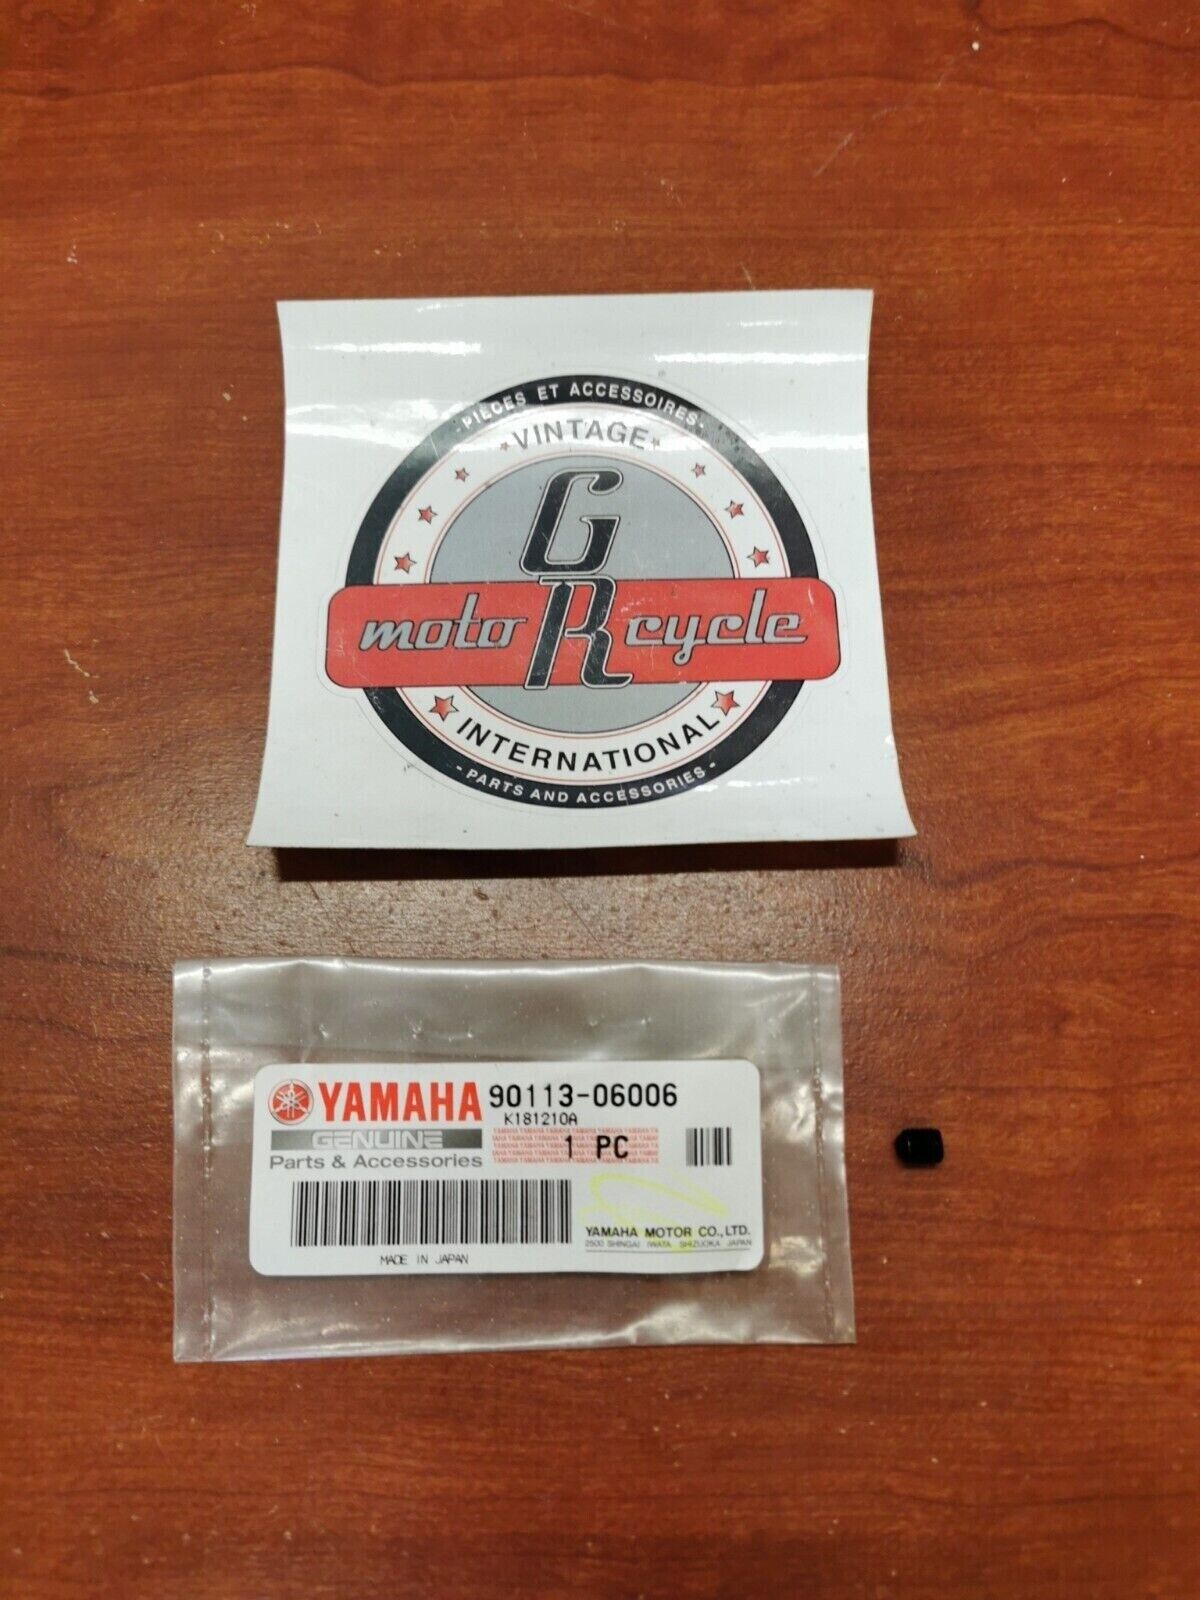 - PIÈCES ET ACCESSOIRES -
VINTAGE
G
moto R cycle
INTERNATIONAL
- PARTS AND ACCESSORIES -
YAMAHA 90113-06006
K181210A
GENUINE
1 PC
Parts & Accessories
YAMAHA MOTOR CO., LTD.
2500 SHINGAI IWATA SHIZUOKA JAPAN
MADE IN JAPAN